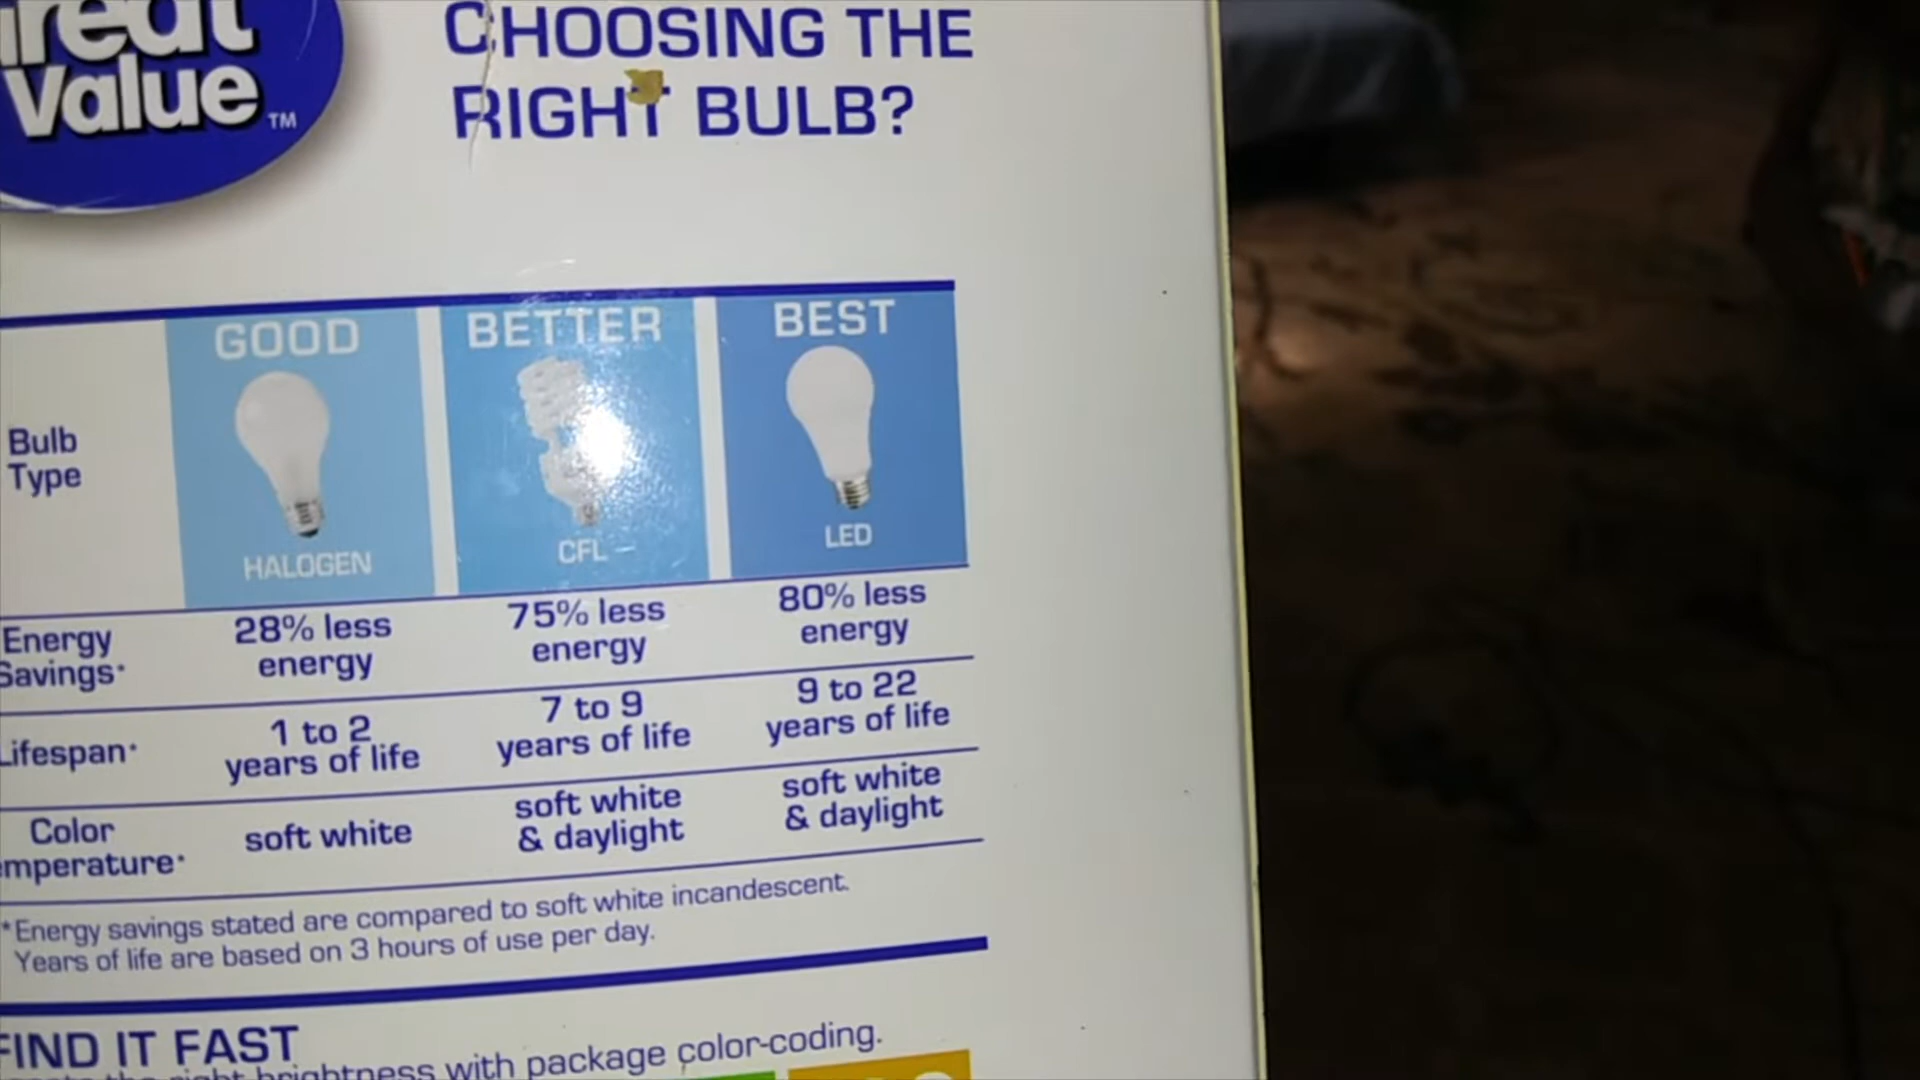 Value
TM
CHOOSING THE
RIGHT BULB?
GOOD
BETTER
BEST
Bulb
Type
HALOGEN
CFL
LED
Energy
Savings*
28% less
energy
75% less
energy
80% less
energy
Lifespan*
1 to 2
years of life
7 to 9
years of life
9 to 22
years of life
Color
soft white
soft white
& daylight
soft white
& daylight
*Energy savings stated are compared to soft white incandescent.
Years of life are based on 3 hours of use per day.
FIND IT FAST
the right brightness with package color-coding.